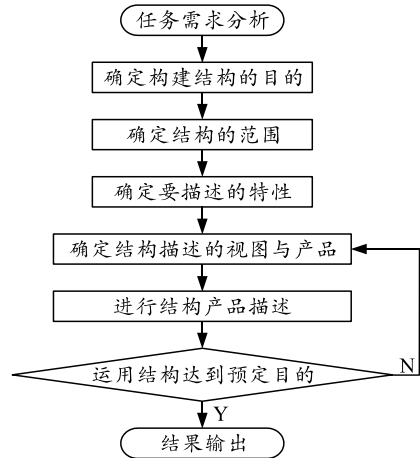 任务需求分析
确定构建结构的目的
确定结构的范围
确定要描述的特性
确定结构描述的视图与产品
进行结构产品描述
运用结构达到预定目的
N
Y
结果输出